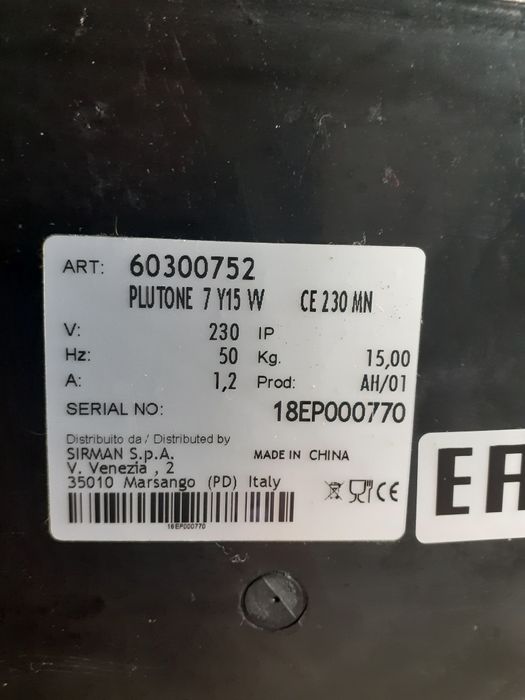 ART: 60300752
PLUTONE 7 Y15 W CE 230 MN
V: 230 IP
Hz: 50 Kg. 15,00
A: 1,2 Prod: AH/01
SERIAL NO: 18EP000770
Distribuito da / Distributed by
SIRMAN S.p.A. MADE IN CHINA
V. Venezia , 2
35010 Marsango (PD) Italy
CE
18EP000770